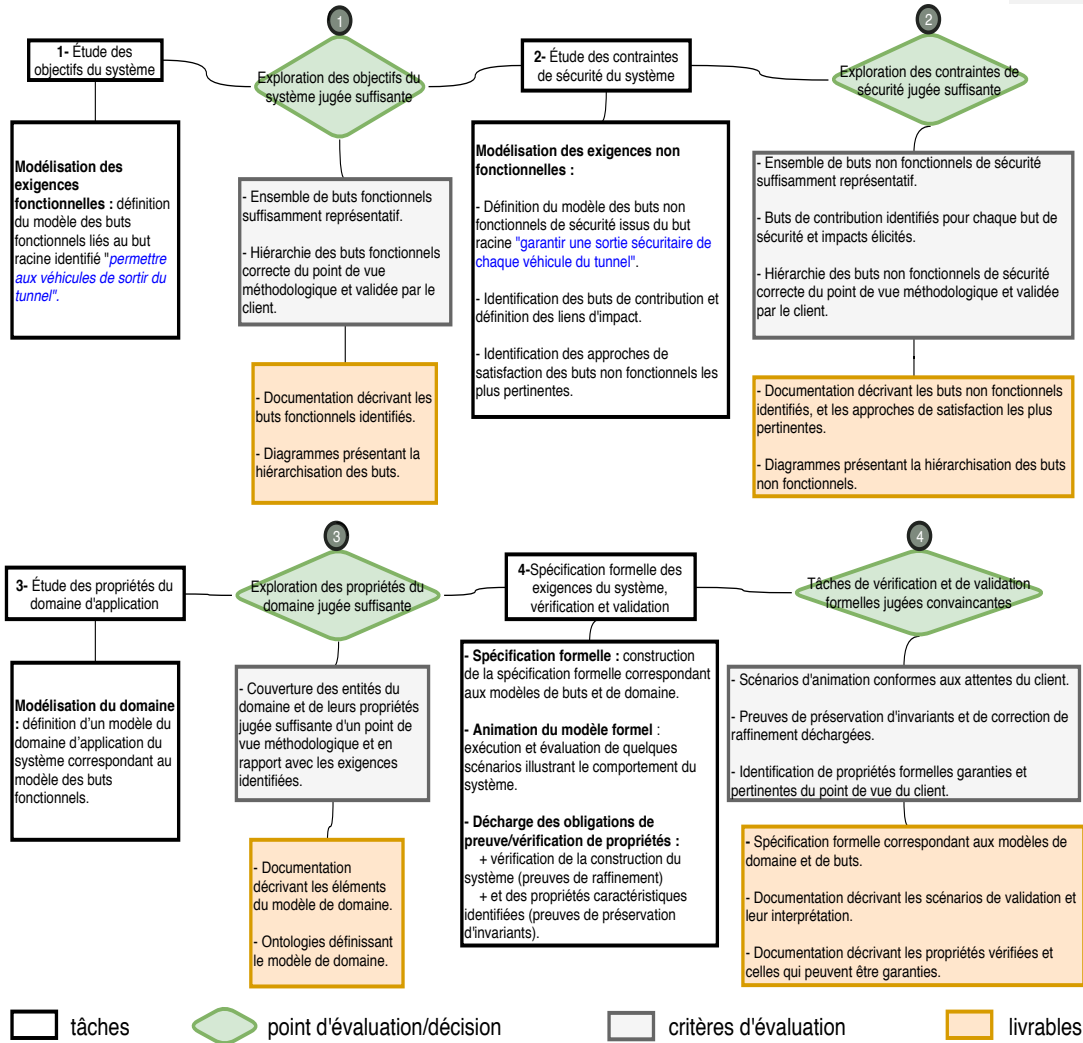 1
2
1- Étude des
objectifs du système
Exploration des objectifs du
système jugée suffisante
2- Étude des contraintes
de sécurité du système
Exploration des contraintes de
sécurité jugée suffisante
Modélisation des
exigences
fonctionnelles : définition
du modèle des buts
fonctionnels liés au but
racine identifié "permettre
aux véhicules de sortir du
tunnel".
- Ensemble de buts fonctionnels
suffisamment représentatif.
- Hiérarchie des buts fonctionnels
correcte du point de vue
méthodologique et validée par le
client.
- Documentation décrivant les
buts fonctionnels identifiés.
- Diagrammes présentant la
hiérarchisation des buts.
Modélisation des exigences non
fonctionnelles :
- Définition du modèle des buts non
fonctionnels de sécurité issus du but
racine "garantir une sortie sécuritaire de
chaque véhicule du tunnel".
- Identification des buts de contribution et
définition des liens d'impact.
- Identification des approches de
satisfaction des buts non fonctionnels les
plus pertinentes.
- Ensemble de buts non fonctionnels de sécurité
suffisamment représentatif.
- Buts de contribution identifiés pour chaque but de
sécurité et impacts élicités.
- Hiérarchie des buts non fonctionnels de sécurité
correcte du point de vue méthodologique et validée
par le client.
- Documentation décrivant les buts non fonctionnels
identifiés, et les approches de satisfaction les plus
pertinentes.
- Diagrammes présentant la hiérarchisation des buts
non fonctionnels.
3
4
3- Étude des propriétés du
domaine d'application
Exploration des propriétés du
domaine jugée suffisante
4-Spécification formelle des
exigences du système,
vérification et validation
Tâches de vérification et de validation
formelles jugées convaincantes
Modélisation du domaine
: définition d'un modèle du
domaine d'application du
système correspondant au
modèle des buts
fonctionnels.
- Couverture des entités du
domaine et de leurs propriétés
jugée suffisante d'un point de
vue méthodologique et en
rapport avec les exigences
identifiées.
- Documentation
décrivant les éléments
du modèle de domaine.
- Ontologies définissant
le modèle de domaine.
- Spécification formelle : construction
de la spécification formelle correspondant
aux modèles de buts et de domaine.
- Animation du modèle formel :
exécution et évaluation de quelques
scénarios illustrant le comportement du
système.
- Décharge des obligations de
preuve/vérification de propriétés :
+ vérification de la construction du
système (preuves de raffinement)
+ et des propriétés caractéristiques
identifiées (preuves de préservation
d'invariants).
- Scénarios d'animation conformes aux attentes du client.
- Preuves de préservation d'invariants et de correction de
raffinement déchargées.
- Identification de propriétés formelles garanties et
pertinentes du point de vue du client.
- Spécification formelle correspondant aux modèles de
domaine et de buts.
- Documentation décrivant les scénarios de validation et
leur interprétation.
- Documentation décrivant les propriétés vérifiées et
celles qui peuvent être garanties.
tâches
point d'évaluation/décision
critères d'évaluation
livrables